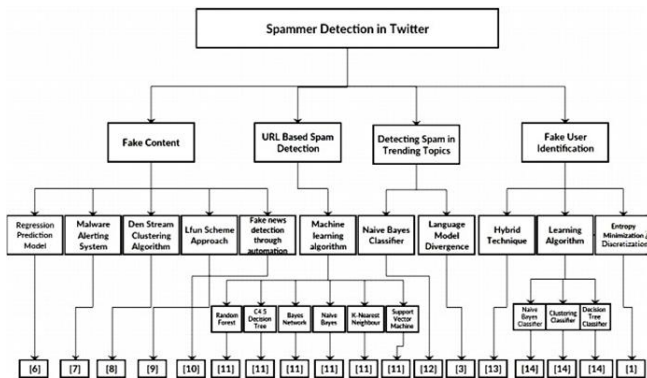 Spammer Detection in Twitter
Fake Content
URL Based Spam
Detection
Detecting Spam in
Trending Topics
Fake User
Identification
Regression
Prediction
Model
Malware
Alerting
System
Den Stream
Clustering
Algorithm
Lfun Scheme
Approach
Fake news
detection
through
automation
Machine
learning
algorithm
Naive Bayes
Classifier
Language
Model
Divergence
Hybrid
Technique
Learning
Algorithm
Entropy
Minimization
Discretization
Random
Forest
C4 5
Decision
Tree
Bayes
Network
Naive
Bayes
K-Nearest
Neighbour
Support
Vector
Machine
Naive
Bayes
Classifier
Clustering
Classifier
Decision
Tree
Classifier
[6]
[7]
[8]
[9]
[10]
[11]
[11]
[11]
[11]
[11]
[11]
[12]
[3]
[13]
[14]
[14]
[14]
[1]